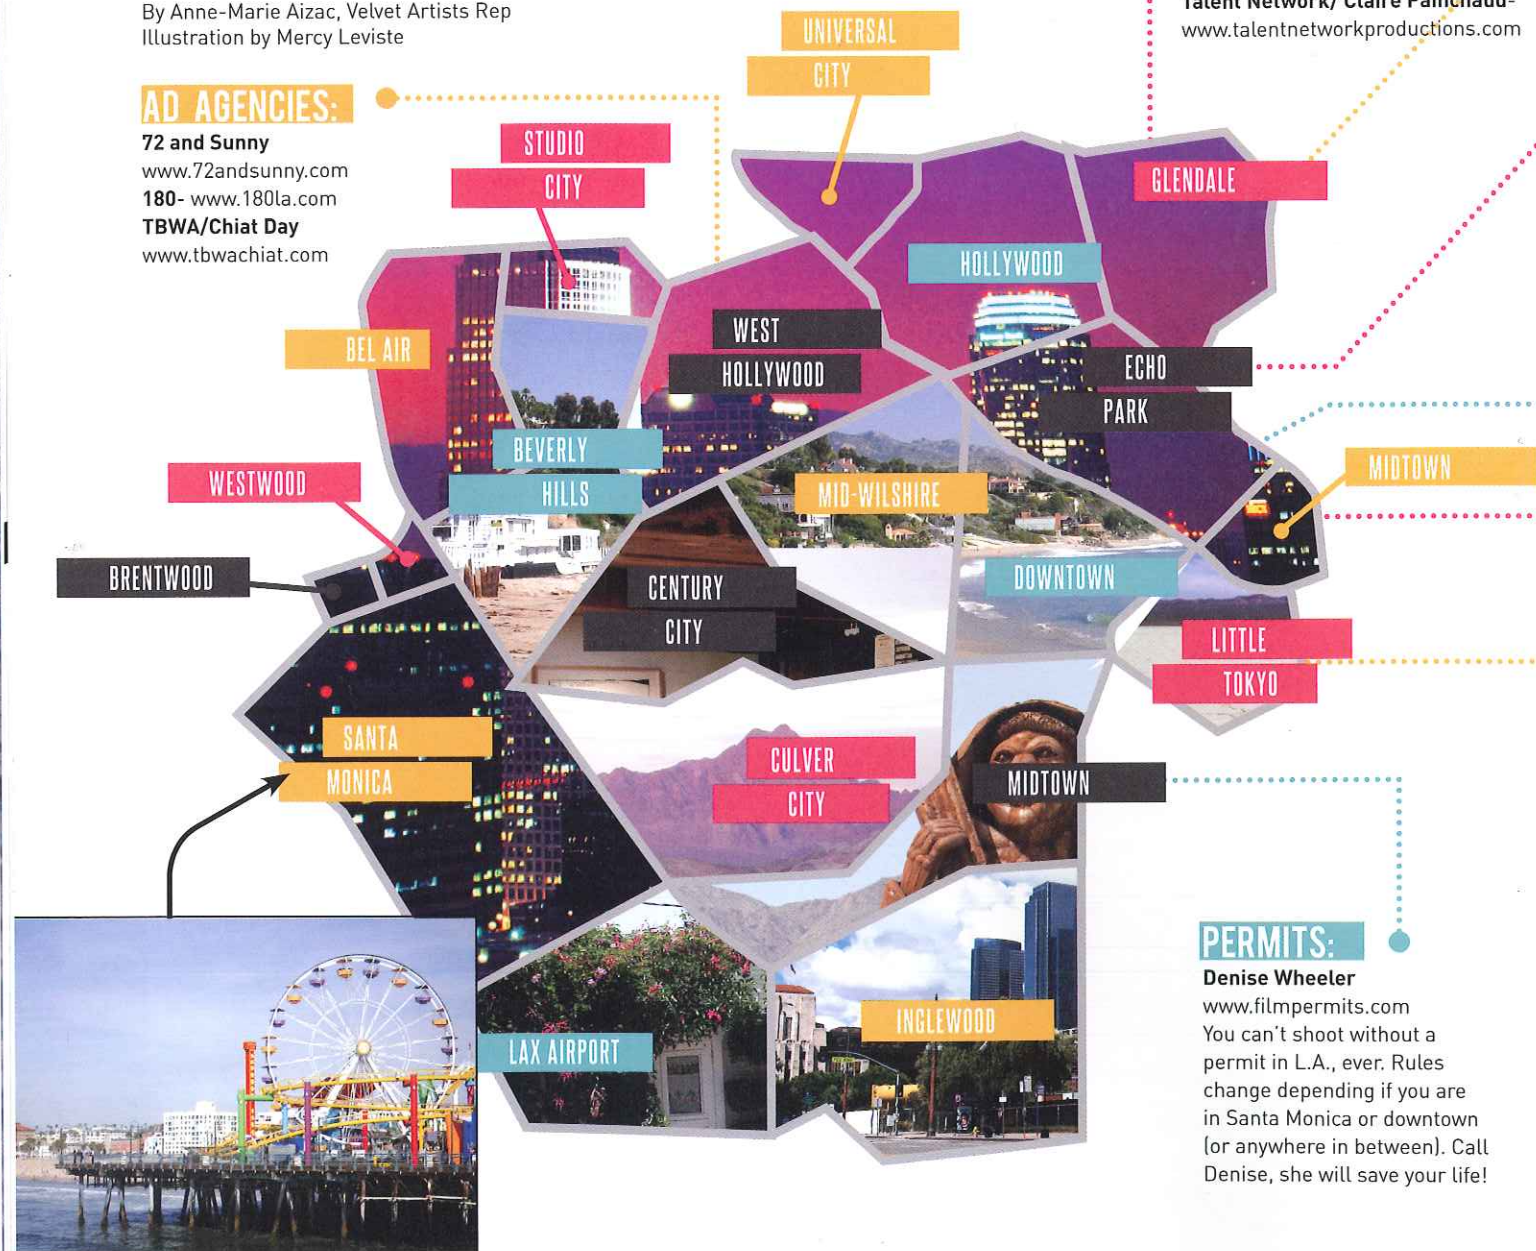 By Anne-Marie Aizac, Velvet Artists Rep
Illustration by Mercy Leviste
Talent Network/ Claire Painchaud-
www.talentnetworkproductions.com
AD AGENCIES:
72 and Sunny
www.72andsunny.com
180- www.180la.com
TBWA/Chiat Day
www.tbwachiat.com
UNIVERSAL
CITY
STUDIO
CITY
GLENDALE
HOLLYWOOD
BEL AIR
WEST
HOLLYWOOD
ECHO
PARK
BEVERLY
HILLS
WESTWOOD
MID-WILSHIRE
MIDTOWN
BRENTWOOD
CENTURY
CITY
DOWNTOWN
LITTLE
TOKYO
SANTA
MONICA
CULVER
CITY
MIDTOWN
LAX AIRPORT
INGLEWOOD
PERMITS:
Denise Wheeler
www.filmpermits.com
You can't shoot without a
permit in L.A., ever. Rules
change depending if you are
in Santa Monica or downtown
(or anywhere in between). Call
Denise, she will save your life!